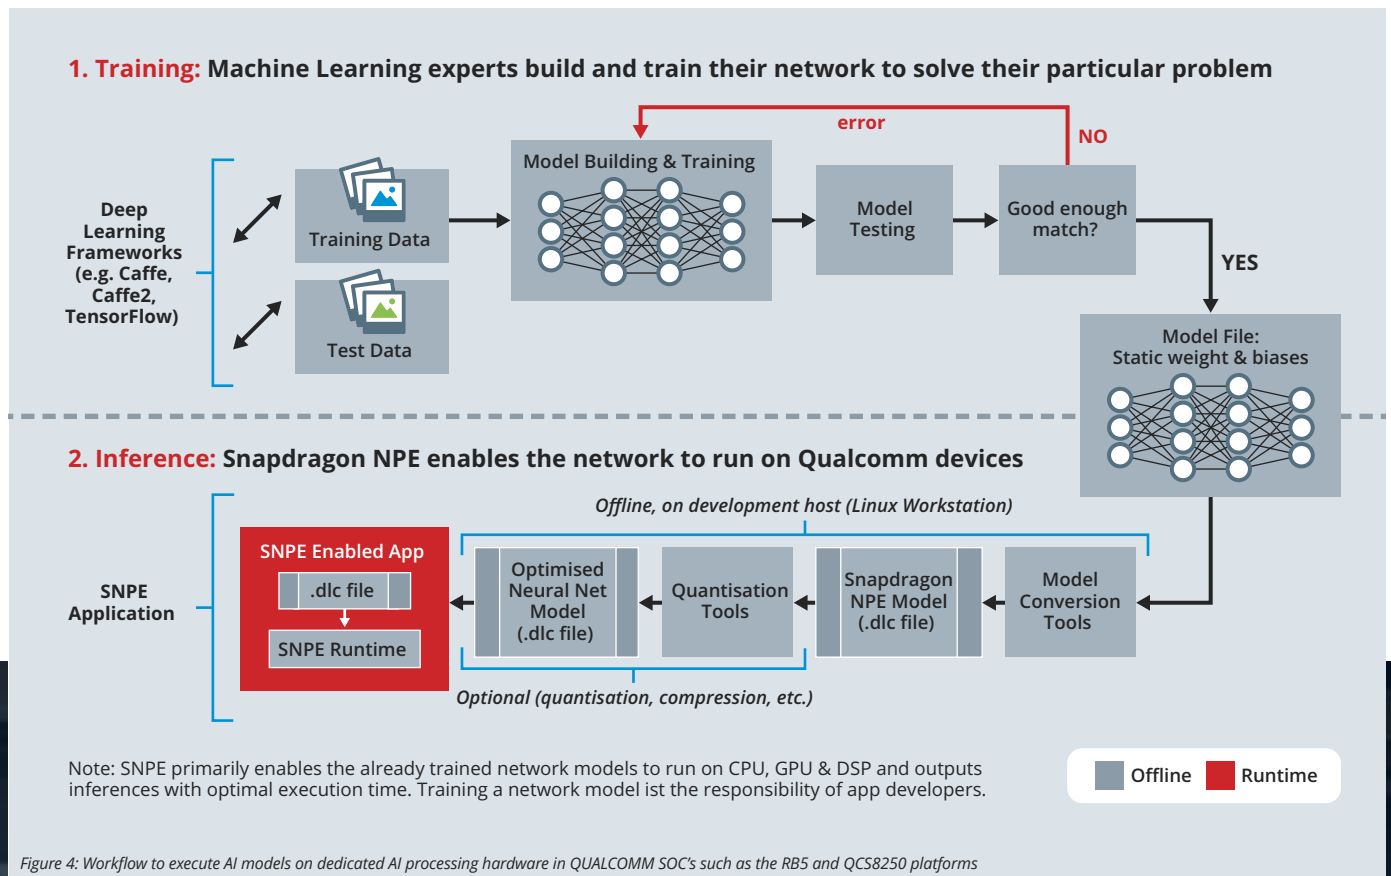 1. Training: Machine Learning experts build and train their network to solve their particular problem
error
NO
Deep
Learning
Frameworks
(e.g. Caffe,
Caffe2,
TensorFlow)
Training Data
Test Data
Model Building & Training
Model
Testing
Good enough
match?
YES
Model File:
Static weight & biases
2. Inference: Snapdragon NPE enables the network to run on Qualcomm devices
Offline, on development host (Linux Workstation)
SNPE
Application
SNPE Enabled App
.dlc file
SNPE Runtime
Optimised
Neural Net
Model
(.dlc file)
Quantisation
Tools
Snapdragon
NPE Model
(.dlc file)
Model
Conversion
Tools
Optional (quantisation, compression, etc.)
Note: SNPE primarily enables the already trained network models to run on CPU, GPU & DSP and outputs
inferences with optimal execution time. Training a network model ist the responsibility of app developers.
Offline
Runtime
Figure 4: Workflow to execute AI models on dedicated AI processing hardware in QUALCOMM SOC's such as the RB5 and QCS8250 platforms